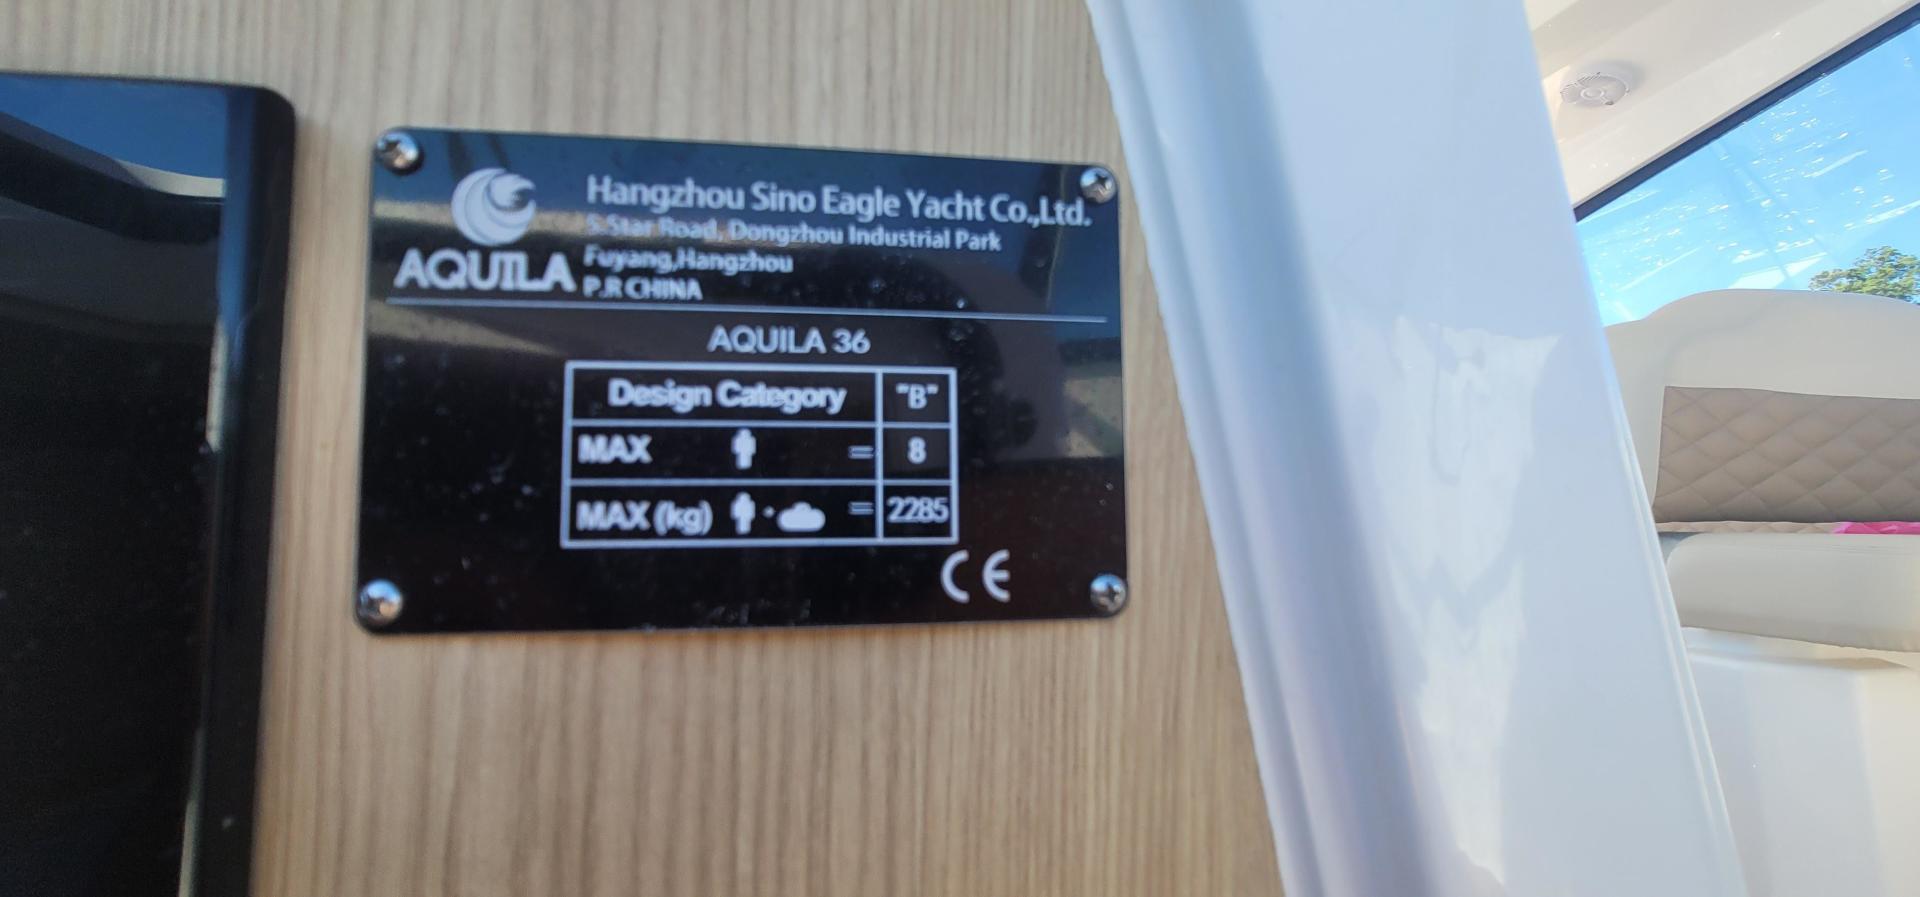 Hangzhou Sino Eagle Yacht Co.,Ltd.
5-Star Road, Dongzhou Industrial Park
Fuyang,Hangzhou
AQUILA
P.R CHINA
AQUILA 36
Design Category "B"
MAX = 8
MAX (kg) + = 2285
CE